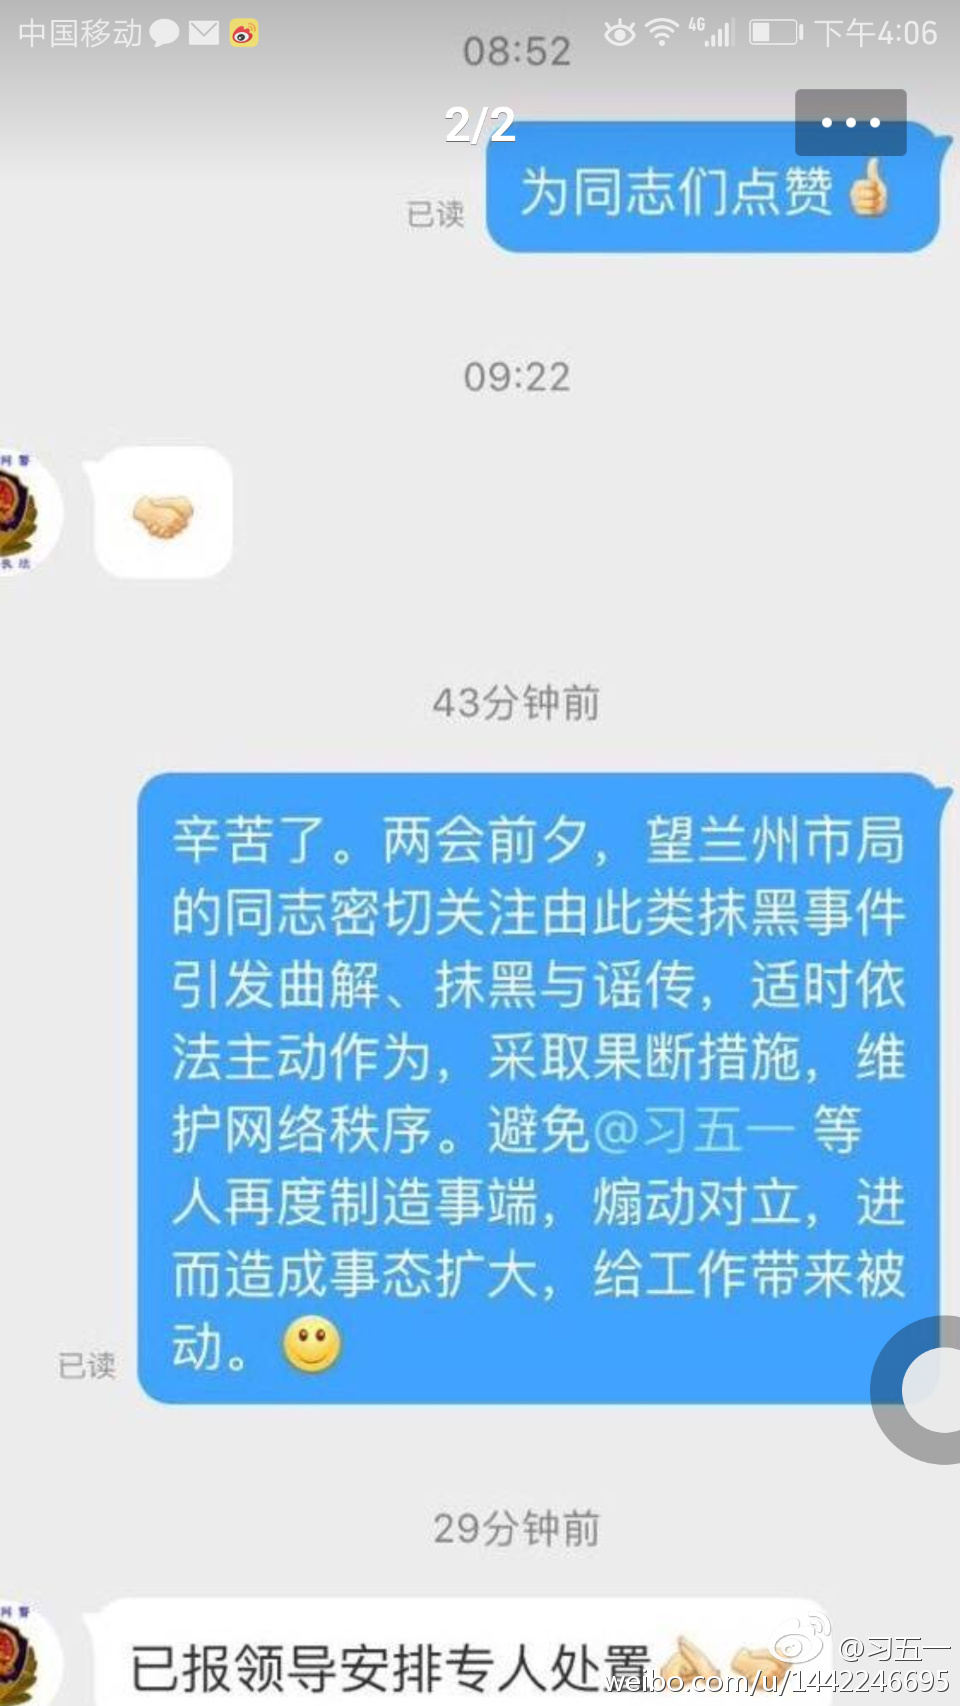 中国移动 4G 下午4:06
08:52
2/2
为同志们点赞👍
已读
09:22
网警
执法
43分钟前
辛苦了。两会前夕，望兰州市局
的同志密切关注由此类抹黑事件
引发曲解、抹黑与谣传，适时依
法主动作为，采取果断措施，维
护网络秩序。避免@习五一 等
人再度制造事端，煽动对立，进
而造成事态扩大，给工作带来被
动。🙂
已读
29分钟前
网警
已报领导安排专人处置
@习五一
weibo.com/u/1442246695